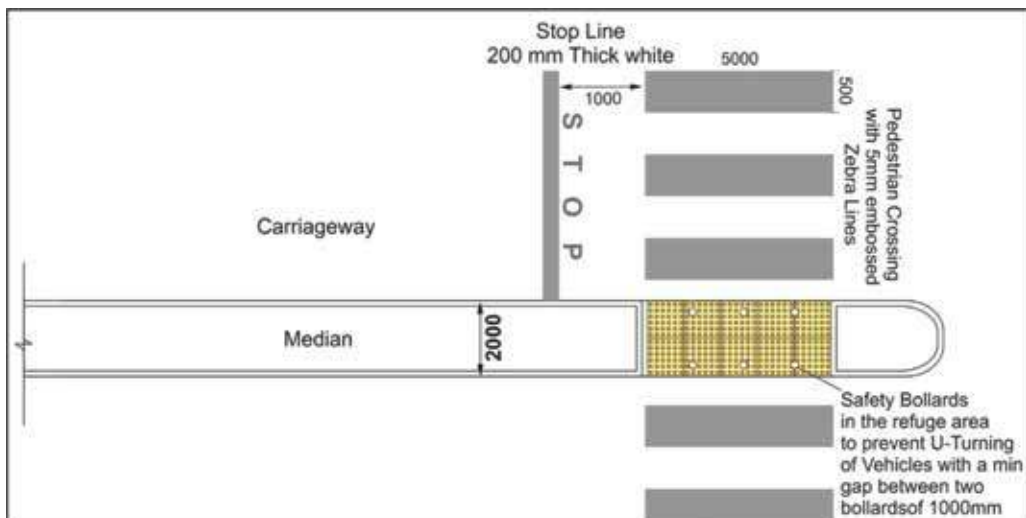 Stop Line
200 mm Thick white
5000
1000
500
STOP
Pedestrian Crossing
with 5mm embossed
Zebra Lines
Carriageway
Median
2000
Safety Bollards
in the refuge area
to prevent U-Turning
of Vehicles with a min
gap between two
bollardsof 1000mm